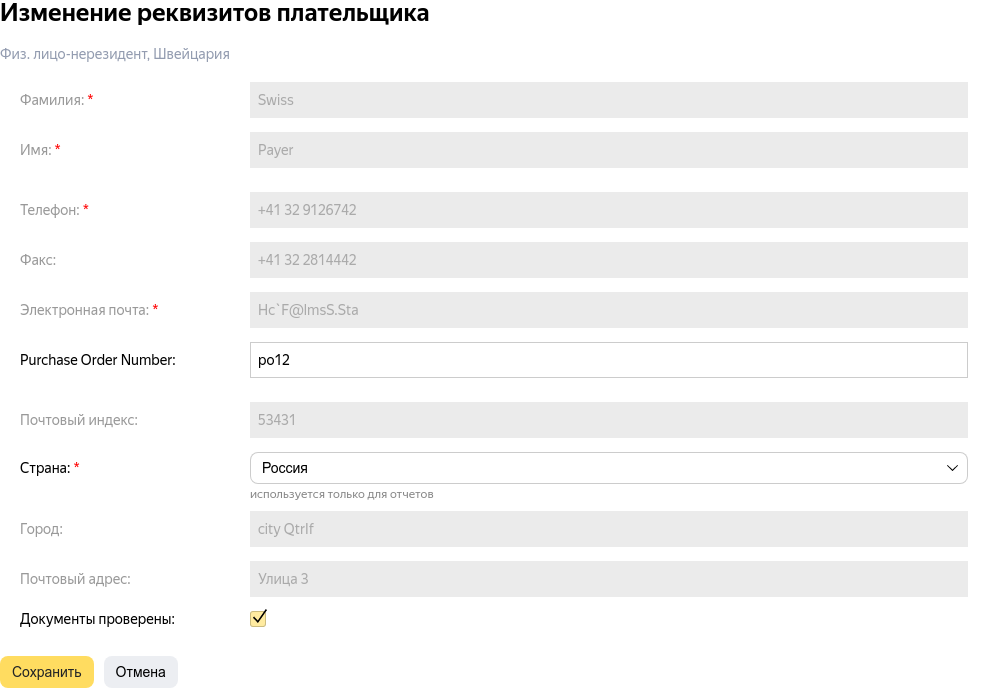 Изменение реквизитов плательщика
Физ. лицо-нерезидент, Швейцария
Фамилия: * Swiss
Имя: * Payer
Телефон: * +41 32 9126742
Факс: +41 32 2814442
Электронная почта: * Hc`F@ImsS.Sta
Purchase Order Number: po12
Почтовый индекс: 53431
Страна: * Россия
используется только для отчетов
Город: city QtrIf
Почтовый адрес: Улица 3
Документы проверены:
Сохранить Отмена